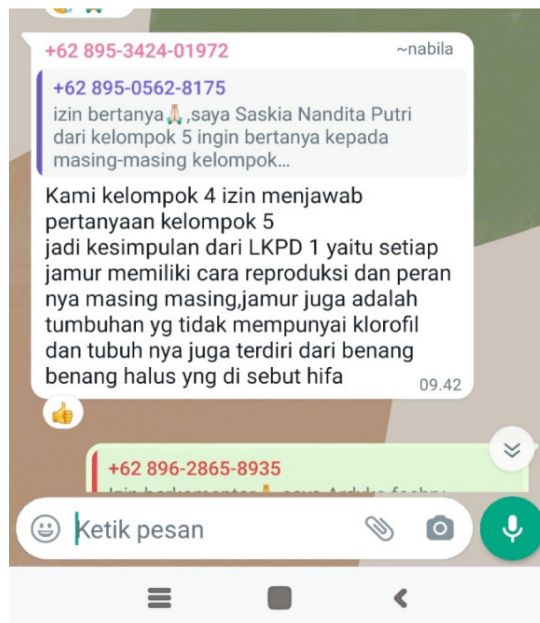 +62 895-3424-01972 ~nabila
+62 895-0562-8175
izin bertanya🙏,saya Saskia Nandita Putri
dari kelompok 5 ingin bertanya kepada
masing-masing kelompok...
Kami kelompok 4 izin menjawab
pertanyaan kelompok 5
jadi kesimpulan dari LKPD 1 yaitu setiap
jamur memiliki cara reproduksi dan peran
nya masing masing,jamur juga adalah
tumbuhan yg tidak mempunyai klorofil
dan tubuh nya juga terdiri dari benang
benang halus yng di sebut hifa
09.42
+62 896-2865-8935
Ketik pesan